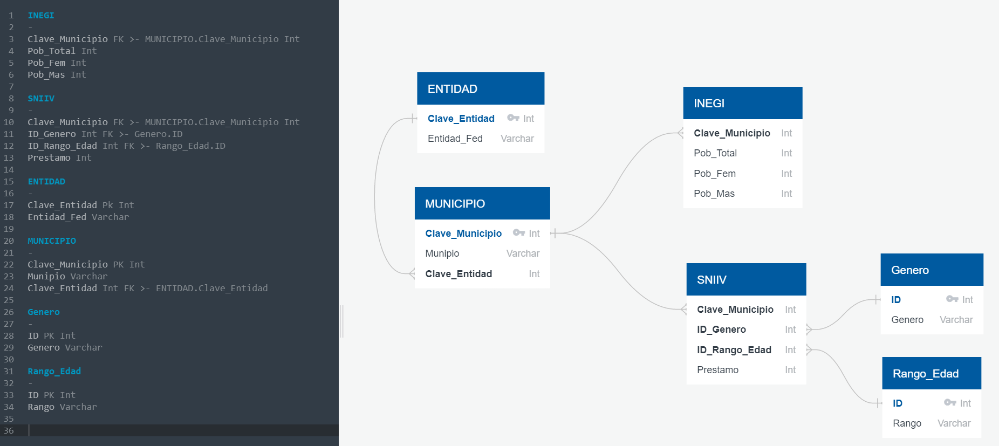 1 INEGI
2 -
3 Clave_Municipio FK >- MUNICIPIO.Clave_Municipio Int
4 Pob_Total Int
5 Pob_Fem Int
6 Pob_Mas Int
7
8 SNIIV
9 -
10 Clave_Municipio FK >- MUNICIPIO.Clave_Municipio Int
11 ID_Genero Int FK >- Genero.ID
12 ID_Rango_Edad Int FK >- Rango_Edad.ID
13 Prestamo Int
14
15 ENTIDAD
16 -
17 Clave_Entidad Pk Int
18 Entidad_Fed Varchar
19
20 MUNICIPIO
21 -
22 Clave_Municipio PK Int
23 Munipio Varchar
24 Clave_Entidad Int FK >- ENTIDAD.Clave_Entidad
25
26 Genero
27 -
28 ID PK Int
29 Genero Varchar
30
31 Rango_Edad
32 -
33 ID PK Int
34 Rango Varchar
35
36
ENTIDAD
Clave_Entidad Int
Entidad_Fed Varchar
MUNICIPIO
Clave_Municipio Int
Munipio Varchar
Clave_Entidad Int
INEGI
Clave_Municipio Int
Pob_Total Int
Pob_Fem Int
Pob_Mas Int
SNIIV
Clave_Municipio Int
ID_Genero Int
ID_Rango_Edad Int
Prestamo Int
Genero
ID Int
Genero Varchar
Rango_Edad
ID Int
Rango Varchar